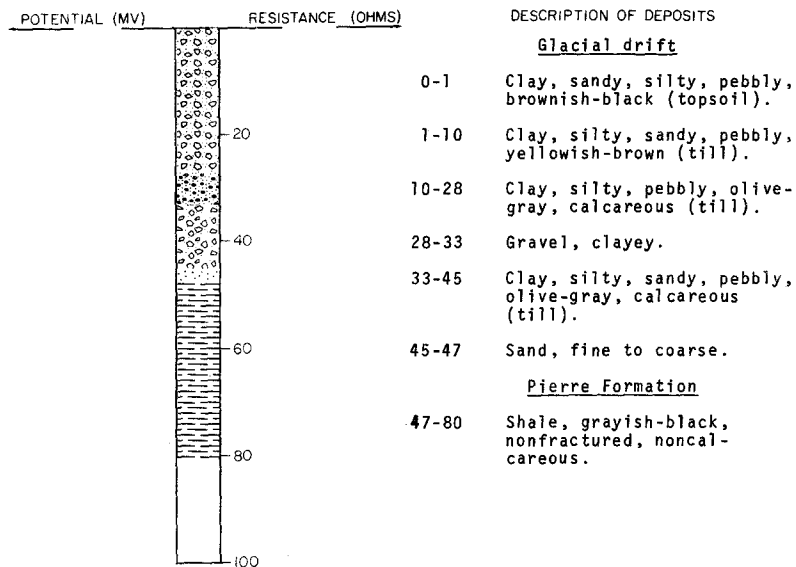 POTENTIAL (MV) RESISTANCE (OHMS) DESCRIPTION OF DEPOSITS
Glacial drift
0-1 Clay, sandy, silty, pebbly,
brownish-black (topsoil).
20
1-10 Clay, silty, sandy, pebbly,
yellowish-brown (till).
10-28 Clay, silty, pebbly, olive-
gray, calcareous (till).
40
28-33 Gravel, clayey.
33-45 Clay, silty, sandy, pebbly,
olive-gray, calcareous
(till).
60
45-47 Sand, fine to coarse.
Pierre Formation
47-80 Shale, grayish-black,
nonfractured, noncal-
careous.
80
100